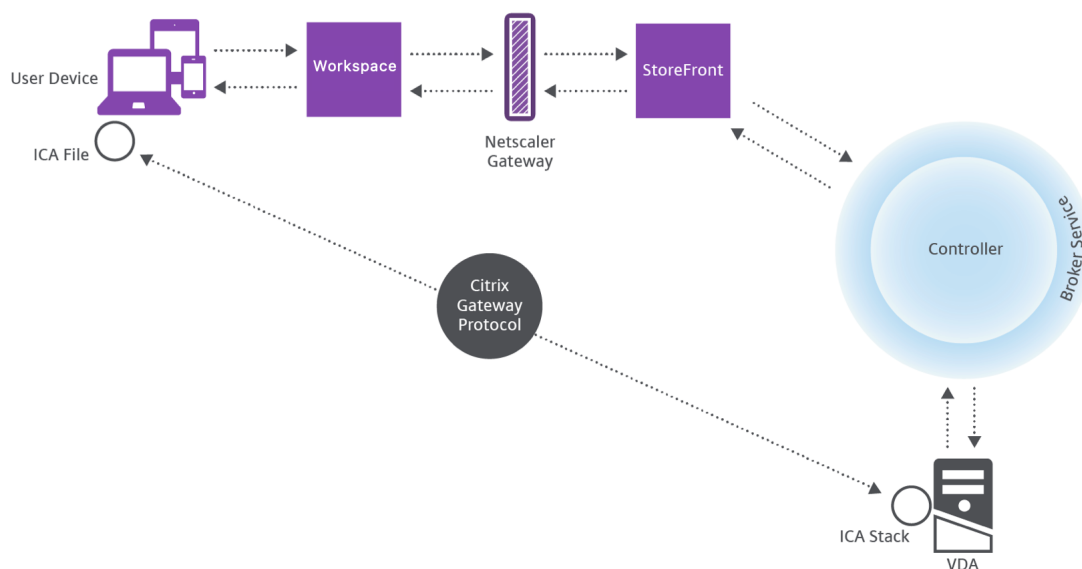 User Device
Workspace
StoreFront
Netscaler
Gateway
ICA File
Broker Service
Controller
Citrix
Gateway
Protocol
ICA Stack
VDA